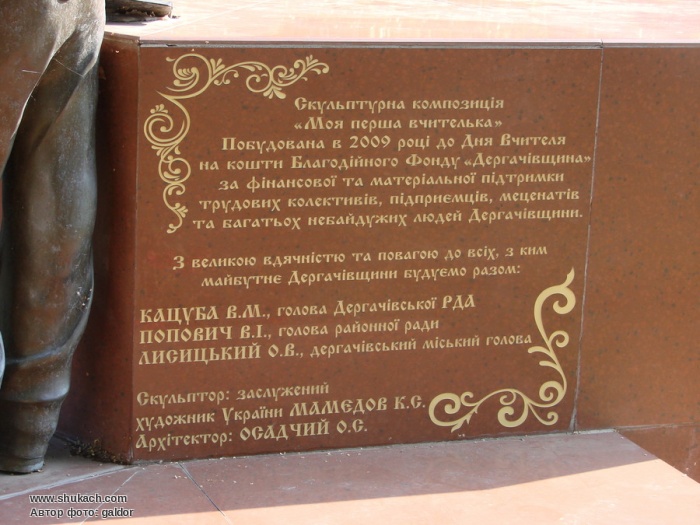 Скульптурна композиція
«Моя перша вчителька»
Побудована в 2009 році до Дня Вчителя
на кошти Благодійного Фонду «Дергачівщина»
за фінансової та матеріальної підтримки
трудових колективів, підприємців, меценатів
та багатьох небайдужих людей Дергачівщини.
З великою вдячністю та повагою до всіх, з ким
майбутнє Дергачівщини будуємо разом:
КАЦУБА В.М., голова Дергачівської РДА
ПОПОВИЧ В.І., голова районної ради
ЛИСИЦЬКИЙ О.В., дергачівський міський голова
Скульптор: заслужений
художник України МАМЕДОВ К.С.
Архітектор: ОСАДЧИЙ О.С.
www.shukach.com
Автор фото: gakdor